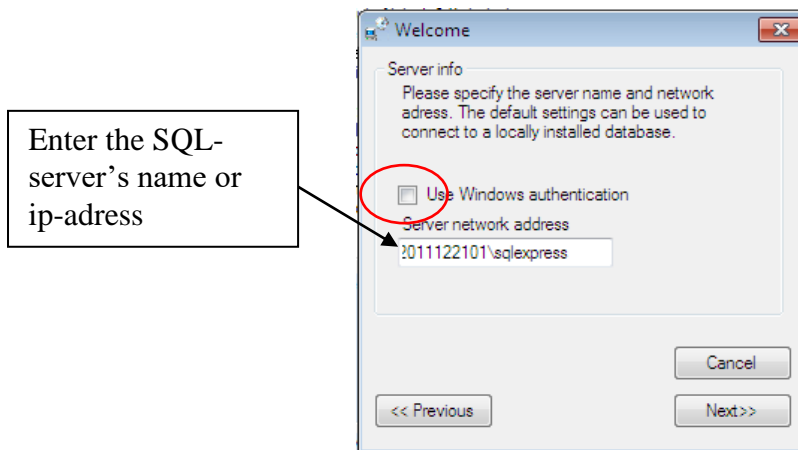 Welcome
Server info
Please specify the server name and network
adress. The default settings can be used to
connect to a locally installed database.
Enter the SQL-
server's name or
ip-adress
Use Windows authentication
Server network address
2011122101\sqlexpress
Cancel
<< Previous
Next>>